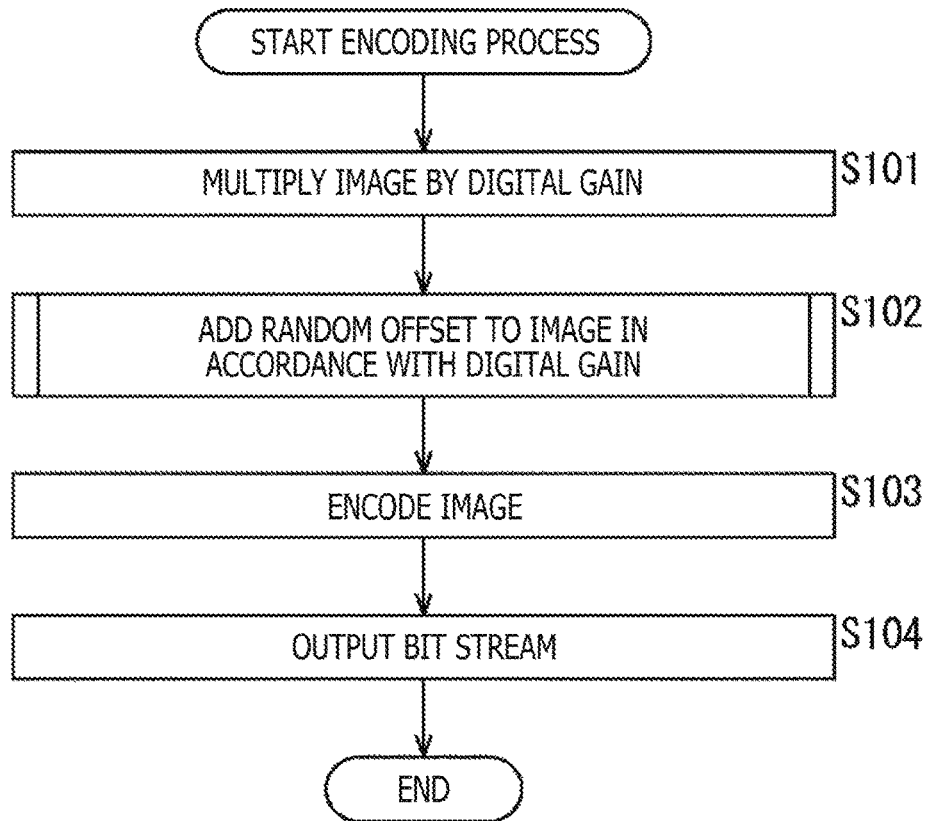 START ENCODING PROCESS
MULTIPLY IMAGE BY DIGITAL GAIN
S101
ADD RANDOM OFFSET TO IMAGE IN
ACCORDANCE WITH DIGITAL GAIN
S102
ENCODE IMAGE
S103
OUTPUT BIT STREAM
S104
END